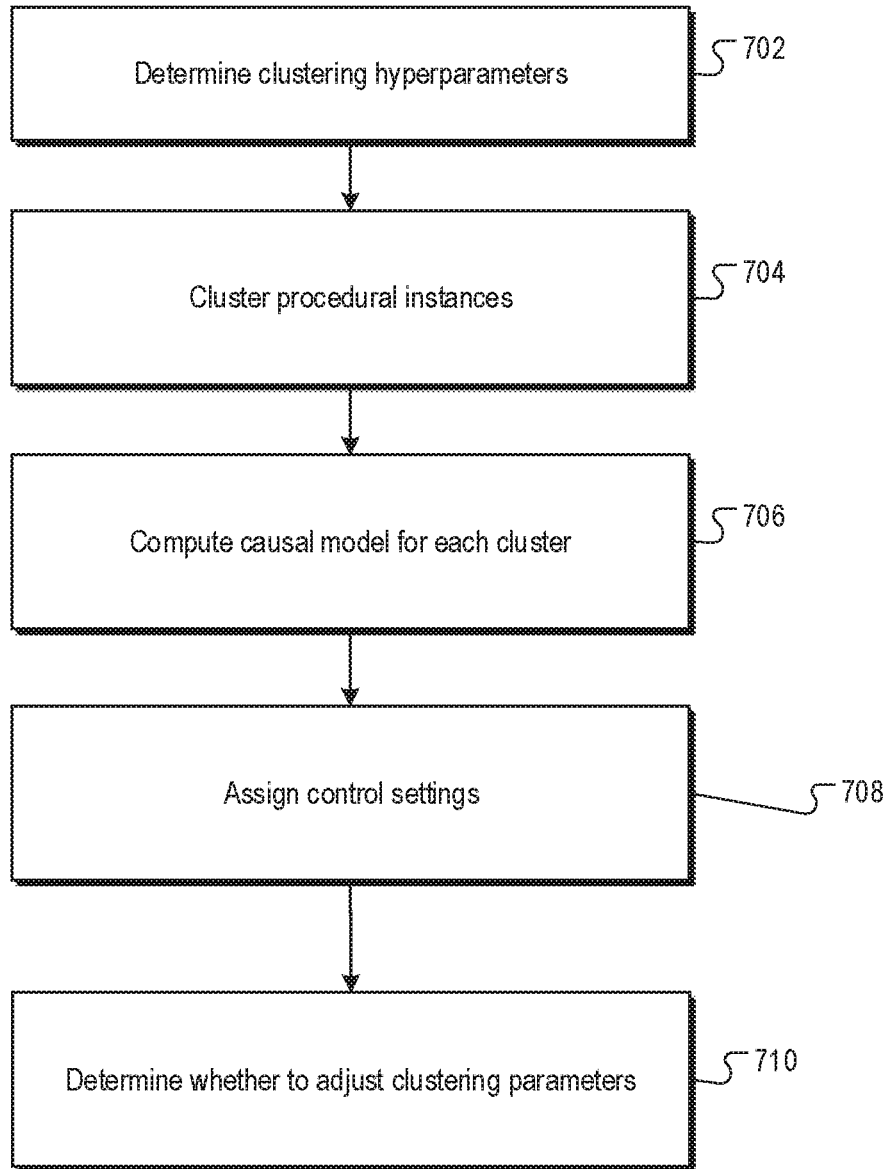 Determine clustering hyperparameters
702
Cluster procedural instances
704
Compute causal model for each cluster
706
Assign control settings
708
Determine whether to adjust clustering parameters
710